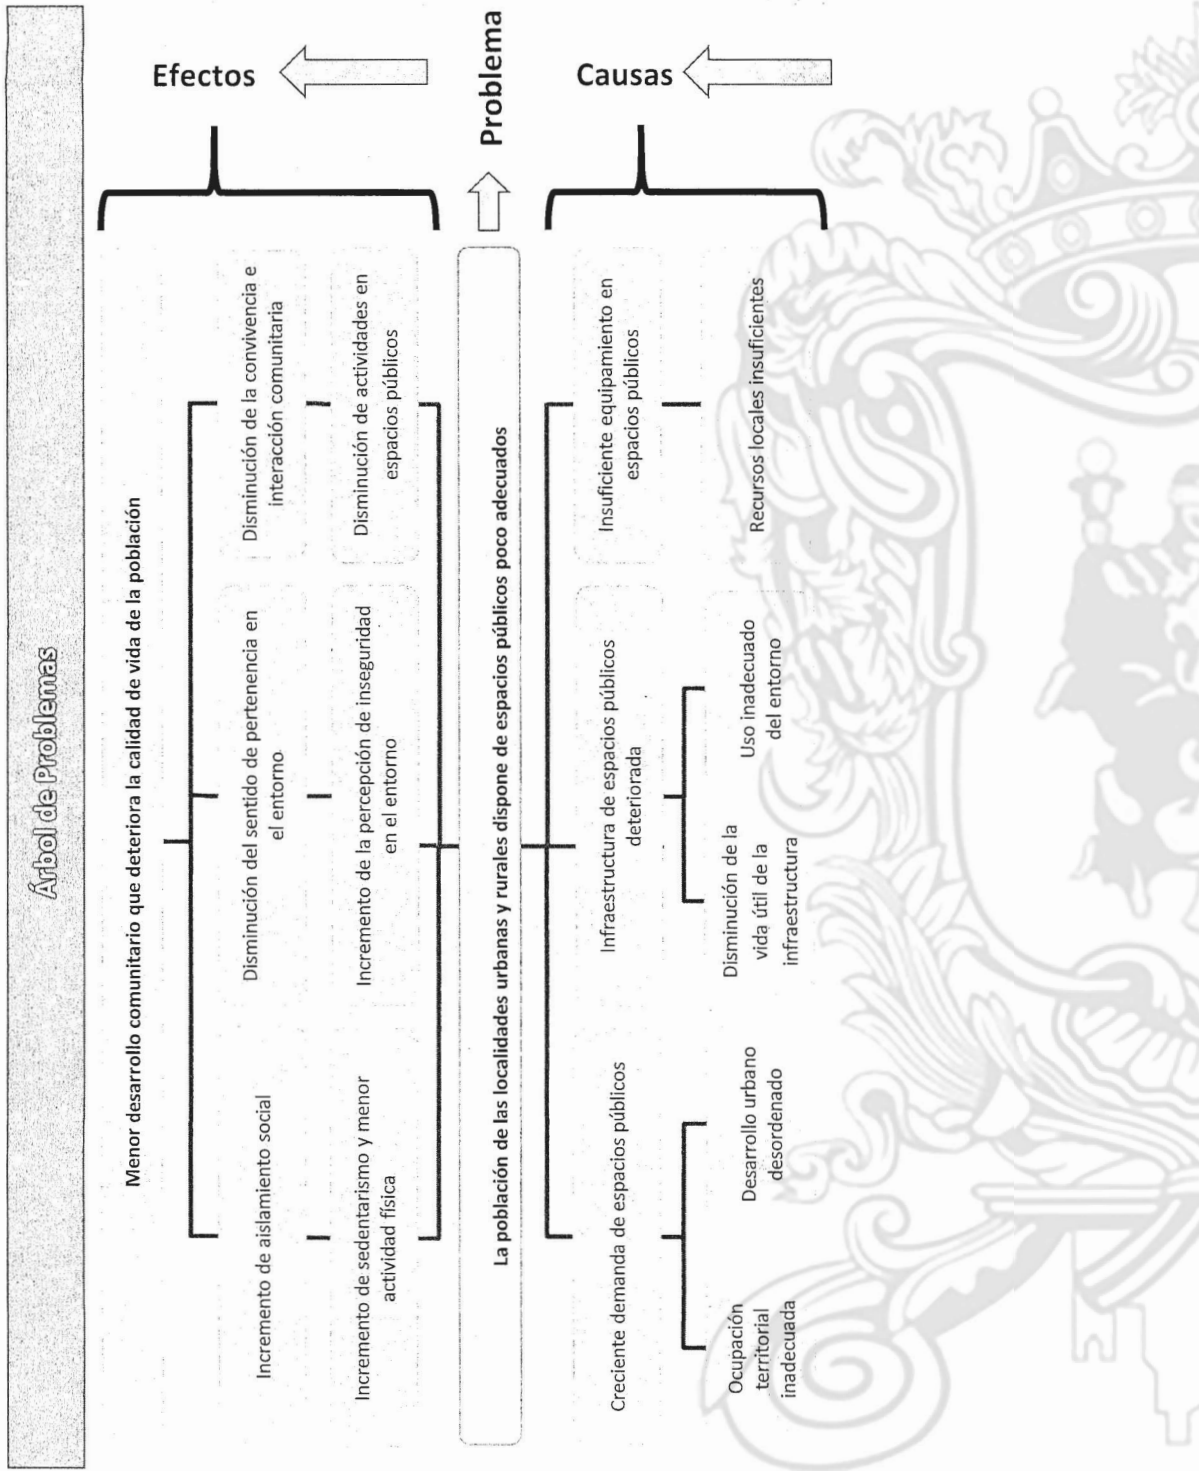 Árbol de Problemas
Menor desarrollo comunitario que deteriora la calidad de vida de la población
Efectos
Incremento de aislamiento social
Disminución del sentido de pertenencia en
el entorno
Disminución de la convivencia e
interacción comunitaria
Incremento de sedentarismo y menor
actividad física
Incremento de la percepción de inseguridad
en el entorno
Disminución de actividades en
espacios públicos
La población de las localidades urbanas y rurales dispone de espacios públicos poco adecuados
Problema
Creciente demanda de espacios públicos
Infraestructura de espacios públicos
deteriorada
Insuficiente equipamiento en
espacios públicos
Causas
Ocupación
territorial
inadecuada
Desarrollo urbano
desordenado
Disminución de la
vida útil de la
infraestructura
Uso inadecuado
del entorno
Recursos locales insuficientes